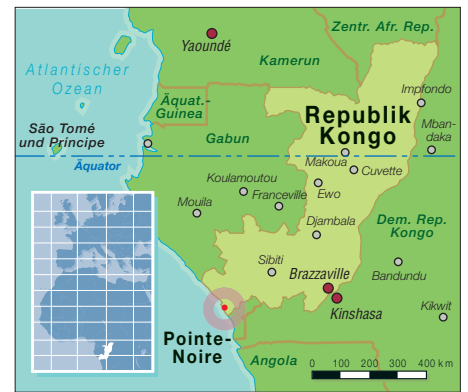 Zentr. Afr. Rep.
Yaoundé
Kamerun
Atlantischer
Ozean
Impfondo
Äquat.-
Guinea
Republik
Kongo
São Tomé
und Príncipe
Gabun
Mban-
daka
Makoua
Äquator
Cuvette
Koulamoutou
Ewo
Franceville
Mouila
Djambala
Dem. Rep.
Kongo
Sibiti
Brazzaville
Bandundu
Kinshasa
Kikwit
Pointe-
Noire
Angola
0 100 200 300 400 km